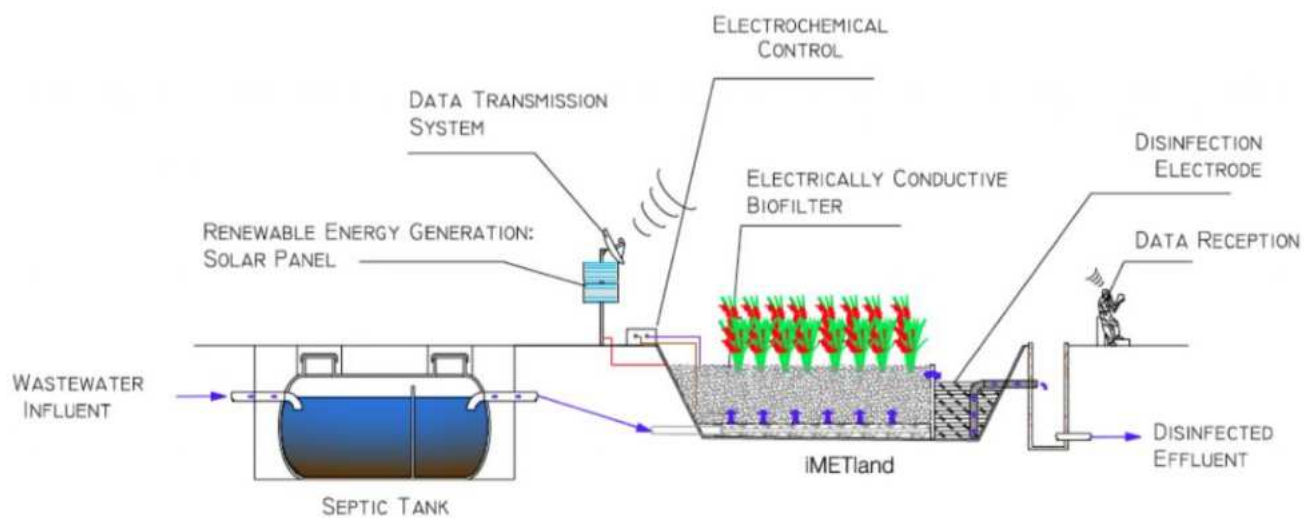 ELECTROCHEMICAL
CONTROL
DATA TRANSMISSION
SYSTEM
DISINFECTION
ELECTRODE
ELECTRICALLY CONDUCTIVE
BIOFILTER
RENEWABLE ENERGY GENERATION:
SOLAR PANEL
DATA RECEPTION
WASTEWATER
INFLUENT
DISINFECTED
EFFLUENT
iMETland
SEPTIC TANK